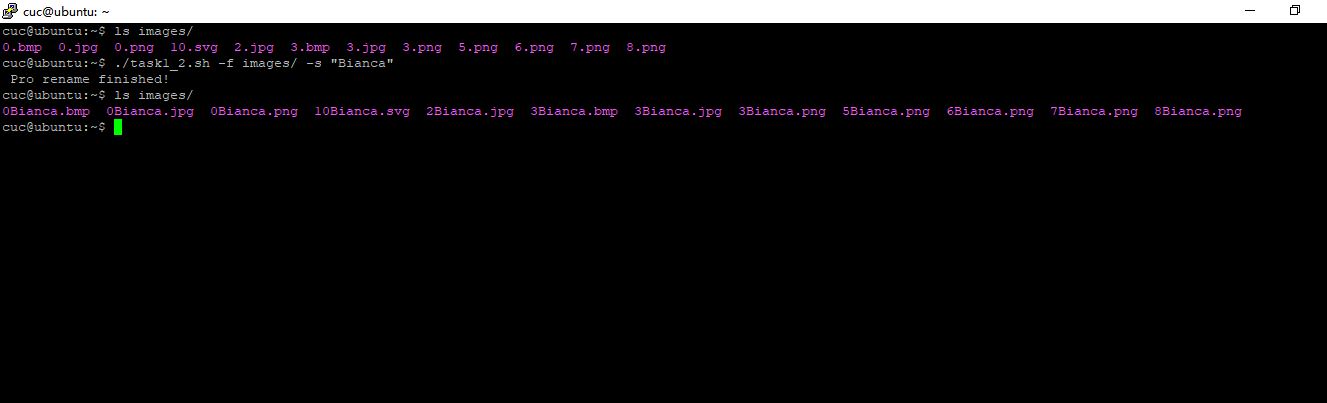 cuc@ubuntu: ~
cuc@ubuntu:~$ ls images/
0.bmp  0.jpg  0.png  10.svg  2.jpg  3.bmp  3.jpg  3.png  5.png  6.png  7.png  8.png
cuc@ubuntu:~$ ./task1_2.sh -f images/ -s "Bianca"
 Pro rename finished!
cuc@ubuntu:~$ ls images/
0Bianca.bmp  0Bianca.jpg  0Bianca.png  10Bianca.svg  2Bianca.jpg  3Bianca.bmp  3Bianca.jpg  3Bianca.png  5Bianca.png  6Bianca.png  7Bianca.png  8Bianca.png
cuc@ubuntu:~$